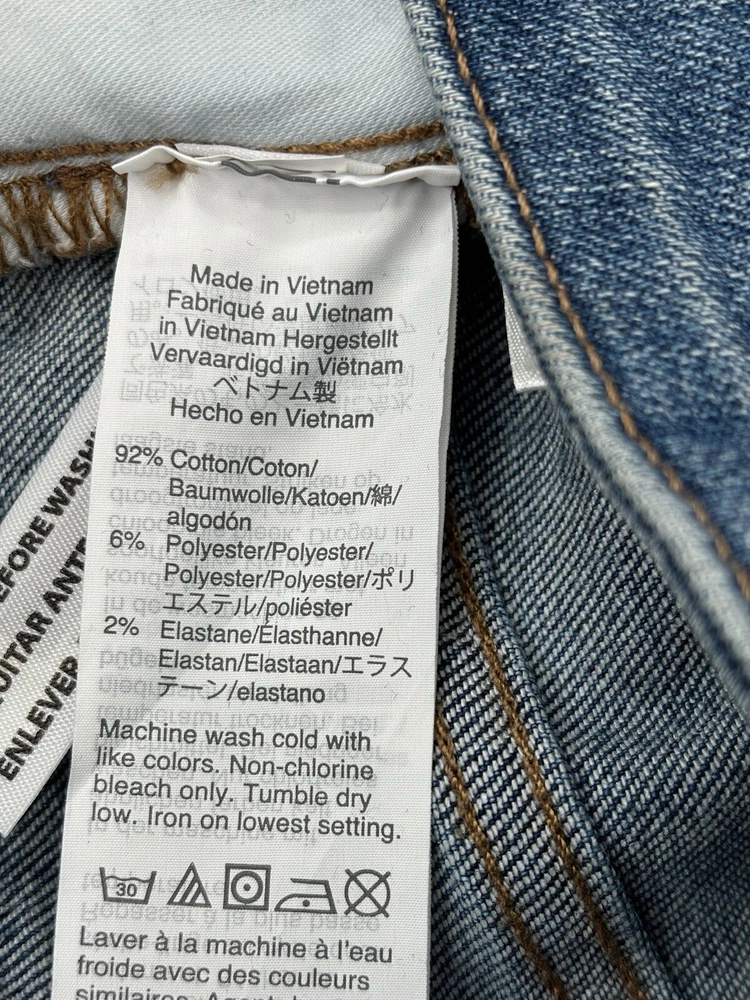 Made in Vietnam
Fabriqué au Vietnam
in Vietnam Hergestellt
Vervaardigd in Viëtnam
ベトナム製
Hecho en Vietnam
92% Cotton/Coton/
Baumwolle/Katoen/綿/
algodón
6% Polyester/Polyester/
Polyester/Polyester/ポリ
エステル/poliéster
2% Elastane/Élasthanne/
Elastan/Elastaan/エラス
テーン/elastano
Machine wash cold with
like colors. Non-chlorine
bleach only. Tumble dry
low. Iron on lowest setting.
30
Laver à la machine à l'eau
froide avec des couleurs
similaires.
BEFORE WASH
QUITAR ANTE
ENLEVER